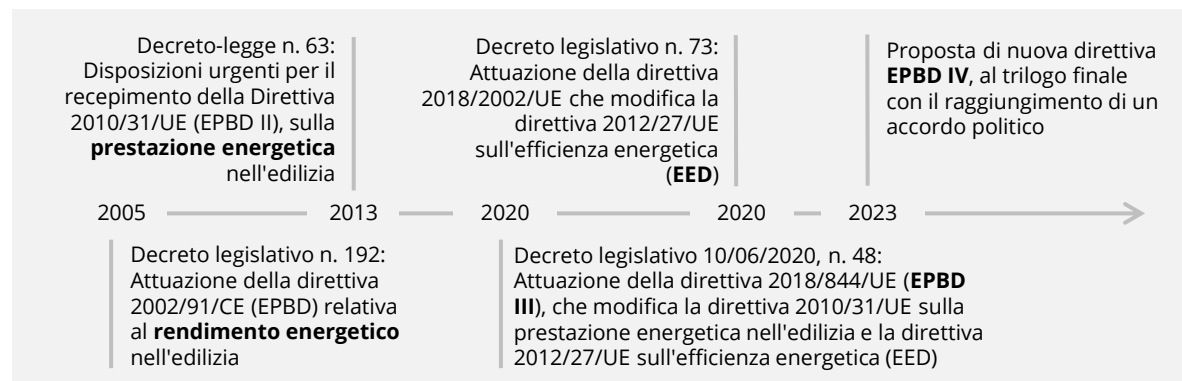 Decreto-legge n. 63:
Disposizioni urgenti per il
recepimento della Direttiva
2010/31/UE (EPBD II), sulla
prestazione energetica
nell'edilizia
Decreto legislativo n. 73:
Attuazione della direttiva
2018/2002/UE che modifica la
direttiva 2012/27/UE
sull'efficienza energetica
(EED)
Proposta di nuova direttiva
EPBD IV, al trilogo finale
con il raggiungimento di un
accordo politico
2005 2013 2020 2020 2023
Decreto legislativo n. 192:
Attuazione della direttiva
2002/91/CE (EPBD) relativa
al rendimento energetico
nell'edilizia
Decreto legislativo 10/06/2020, n. 48:
Attuazione della direttiva 2018/844/UE (EPBD
III), che modifica la direttiva 2010/31/UE sulla
prestazione energetica nell'edilizia e la direttiva
2012/27/UE sull'efficienza energetica (EED)